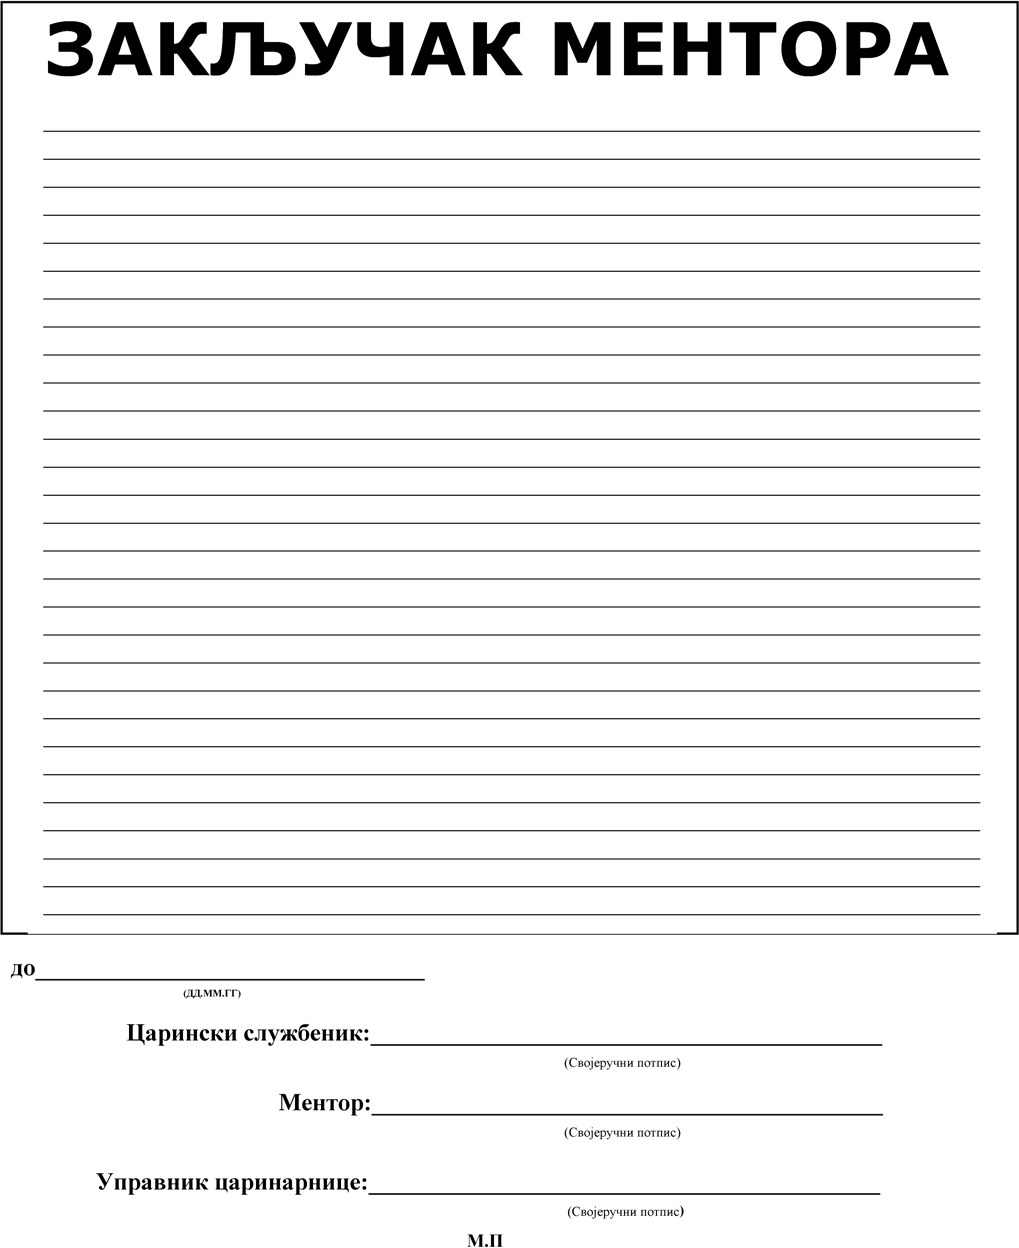 ЗАКЉУЧАК МЕНТОРА
до
(ДД.ММ.ГГ)
Царински службеник:
(Својеручни потпис)
Ментор:
(Својеручни потпис)
Управник царинарнице:
(Својеручни потпис)
М.П